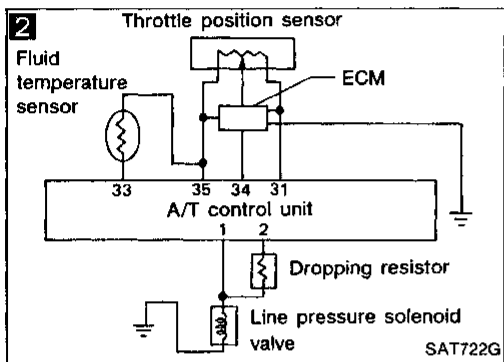 2
Throttle position sensor
Fluid
temperature
sensor
ECM
33 35 34 31
A/T control unit
1 2
Dropping resistor
Line pressure solenoid
valve
SAT722G